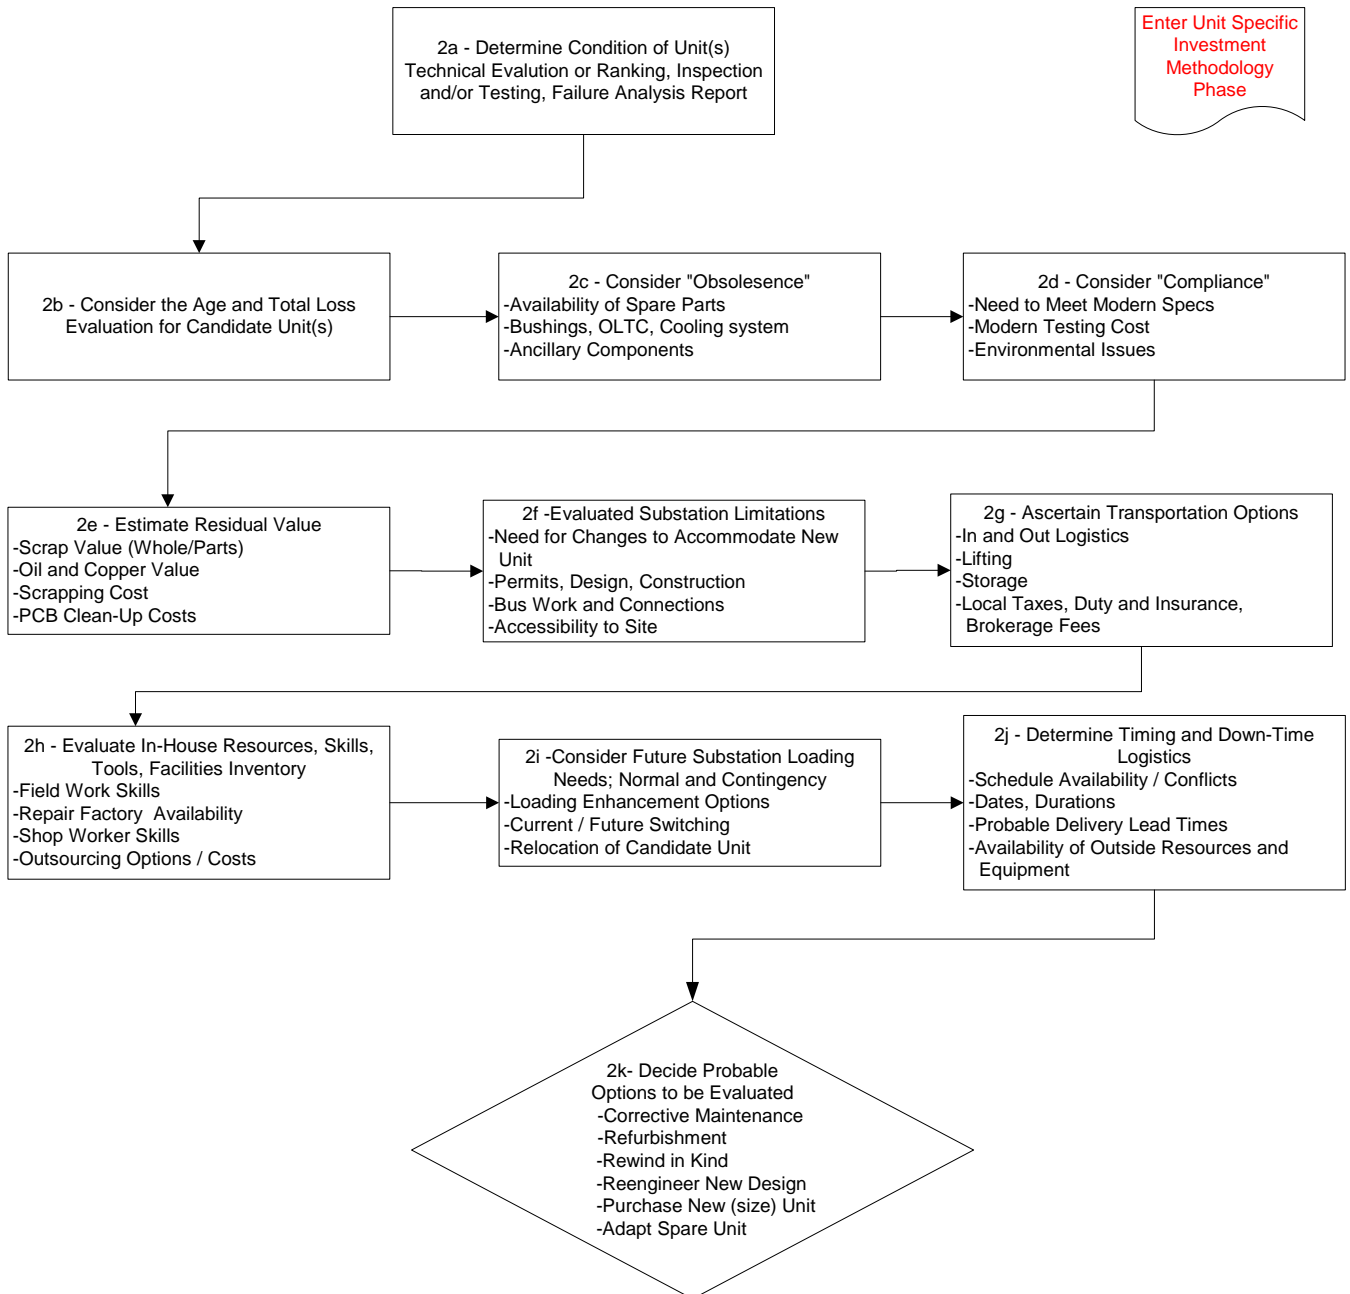 2a - Determine Condition of Unit(s)
Technical Evalution or Ranking, Inspection
and/or Testing, Failure Analysis Report
Enter Unit Specific
Investment
Methodology
Phase
2b - Consider the Age and Total Loss
Evaluation for Candidate Unit(s)
2c - Consider "Obsolesence"
-Availability of Spare Parts
-Bushings, OLTC, Cooling system
-Ancillary Components
2d - Consider "Compliance"
-Need to Meet Modern Specs
-Modern Testing Cost
-Environmental Issues
2e - Estimate Residual Value
-Scrap Value (Whole/Parts)
-Oil and Copper Value
-Scrapping Cost
-PCB Clean-Up Costs
2f -Evaluated Substation Limitations
-Need for Changes to Accommodate New
Unit
-Permits, Design, Construction
-Bus Work and Connections
-Accessibility to Site
2g - Ascertain Transportation Options
-In and Out Logistics
-Lifting
-Storage
-Local Taxes, Duty and Insurance,
Brokerage Fees
2h - Evaluate In-House Resources, Skills,
Tools, Facilities Inventory
-Field Work Skills
-Repair Factory Availability
-Shop Worker Skills
-Outsourcing Options / Costs
2i -Consider Future Substation Loading
Needs; Normal and Contingency
-Loading Enhancement Options
-Current / Future Switching
-Relocation of Candidate Unit
2j - Determine Timing and Down-Time
Logistics
-Schedule Availability / Conflicts
-Dates, Durations
-Probable Delivery Lead Times
-Availability of Outside Resources and
Equipment
2k- Decide Probable
Options to be Evaluated
-Corrective Maintenance
-Refurbishment
-Rewind in Kind
-Reengineer New Design
-Purchase New (size) Unit
-Adapt Spare Unit